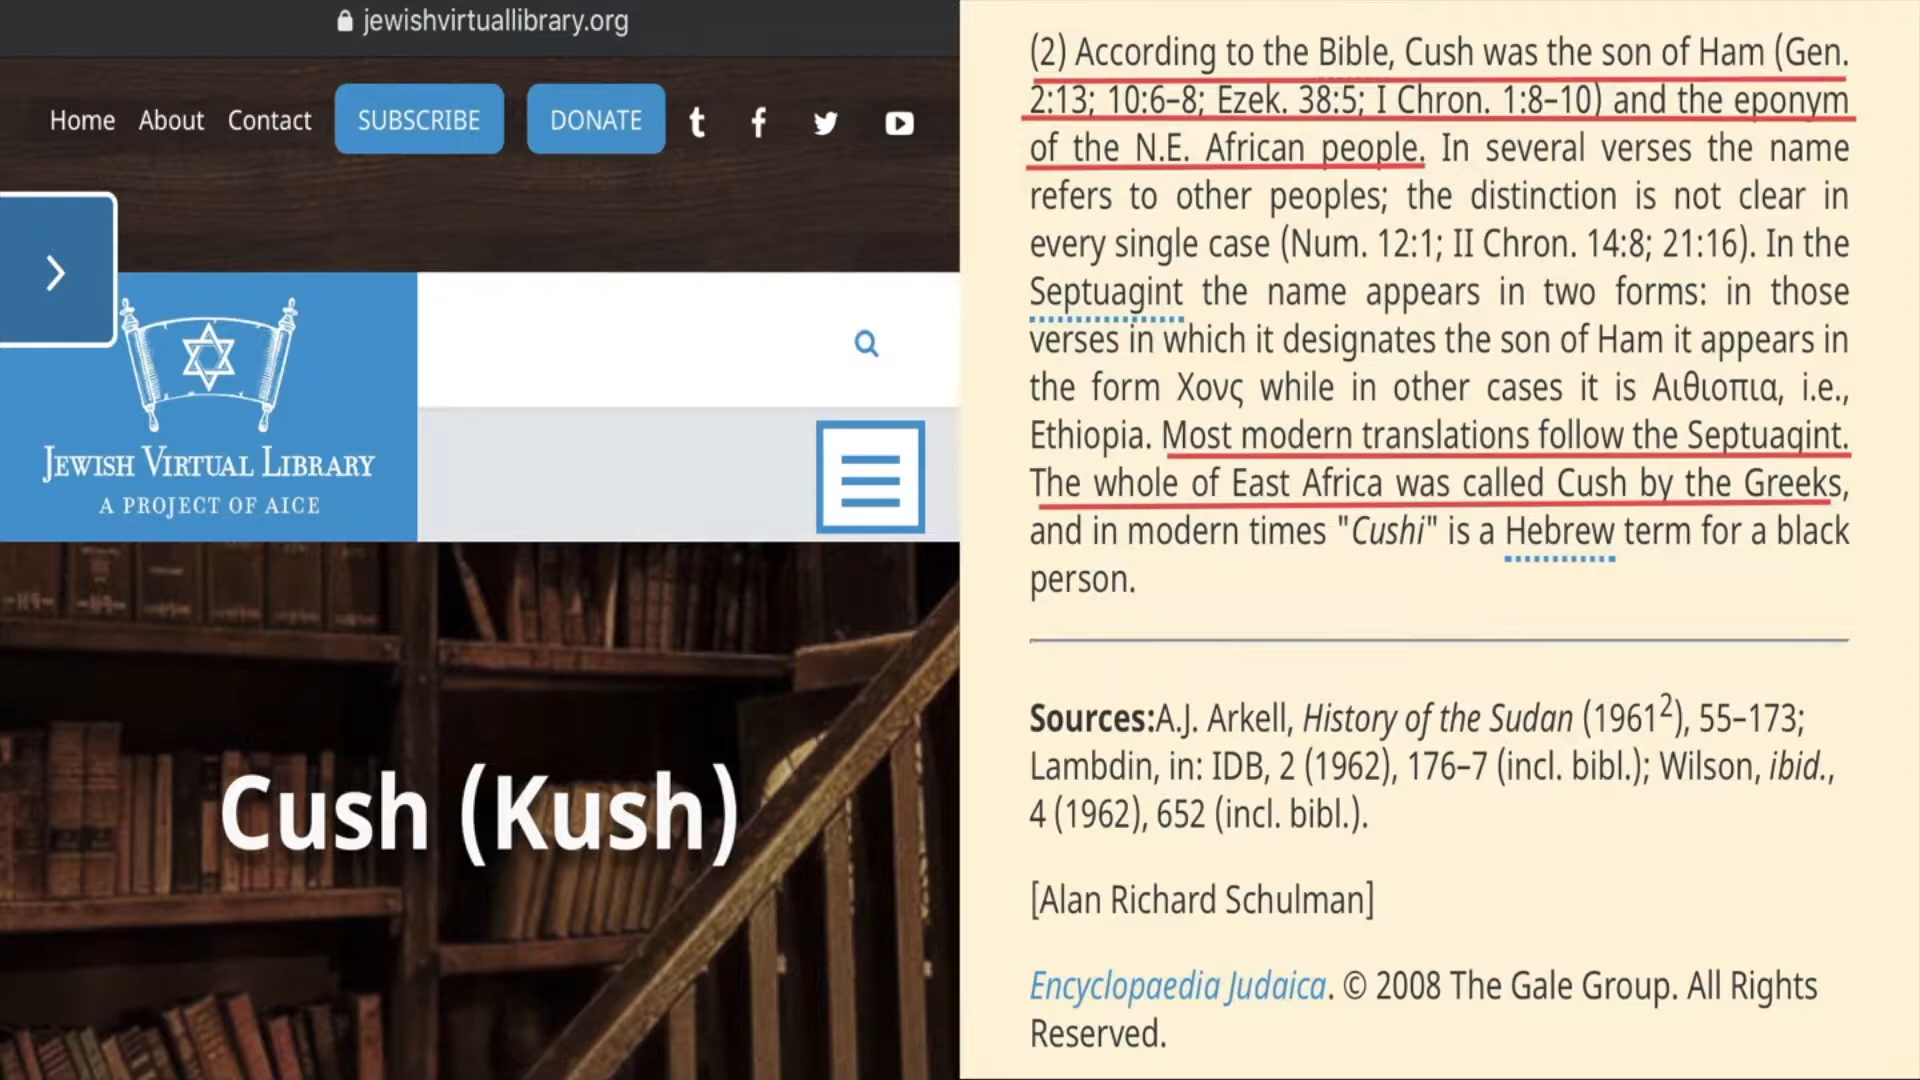 jewishvirtuallibrary.org
Home About Contact SUBSCRIBE DONATE
JEWISH VIRTUAL LIBRARY
A PROJECT OF AICE
Cush (Kush)
(2) According to the Bible, Cush was the son of Ham (Gen.
2:13; 10:6–8; Ezek. 38:5; I Chron. 1:8–10) and the eponym
of the N.E. African people. In several verses the name
refers to other peoples; the distinction is not clear in
every single case (Num. 12:1; II Chron. 14:8; 21:16). In the
Septuagint the name appears in two forms: in those
verses in which it designates the son of Ham it appears in
the form Χονς while in other cases it is Αιθιοπια, i.e.,
Ethiopia. Most modern translations follow the Septuagint.
The whole of East Africa was called Cush by the Greeks,
and in modern times "Cushi" is a Hebrew term for a black
person.
Sources:A.J. Arkell, History of the Sudan (1961²), 55–173;
Lambdin, in: IDB, 2 (1962), 176–7 (incl. bibl.); Wilson, ibid.,
4 (1962), 652 (incl. bibl.).
[Alan Richard Schulman]
Encyclopaedia Judaica. © 2008 The Gale Group. All Rights
Reserved.